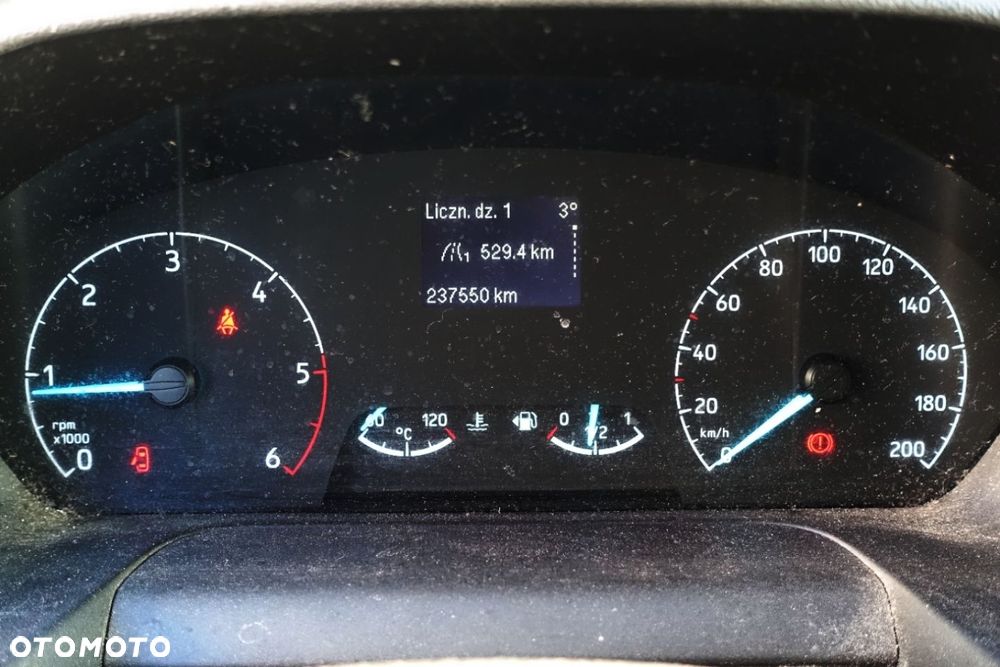 Liczn. dz. 1 3°
1 529.4 km
237550 km
0 1 2 3 4 5 6
rpm
x1000
120
°C
0 1/2 1
0 20 40 60 80 100 120 140 160 180 200
km/h
OTOMOTO